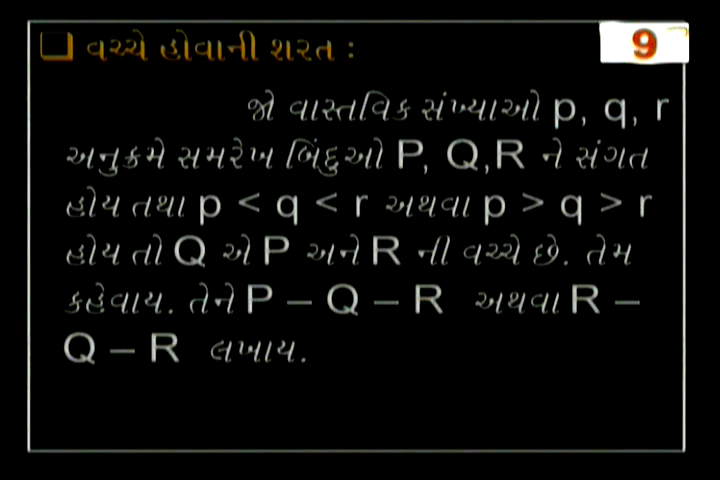 ❑ વચ્ચે હોવાની શરત :
9
જો વાસ્તવિક સંખ્યાઓ p, q, r
અનુક્રમે સમરેખ બિંદુઓ P, Q,R ને સંગત
હોય તથા p < q < r અથવા p > q > r
હોય તો Q એ P અને R ની વચ્ચે છે. તેમ
કહેવાય. તેને P – Q – R અથવા R –
Q – R લખાય.